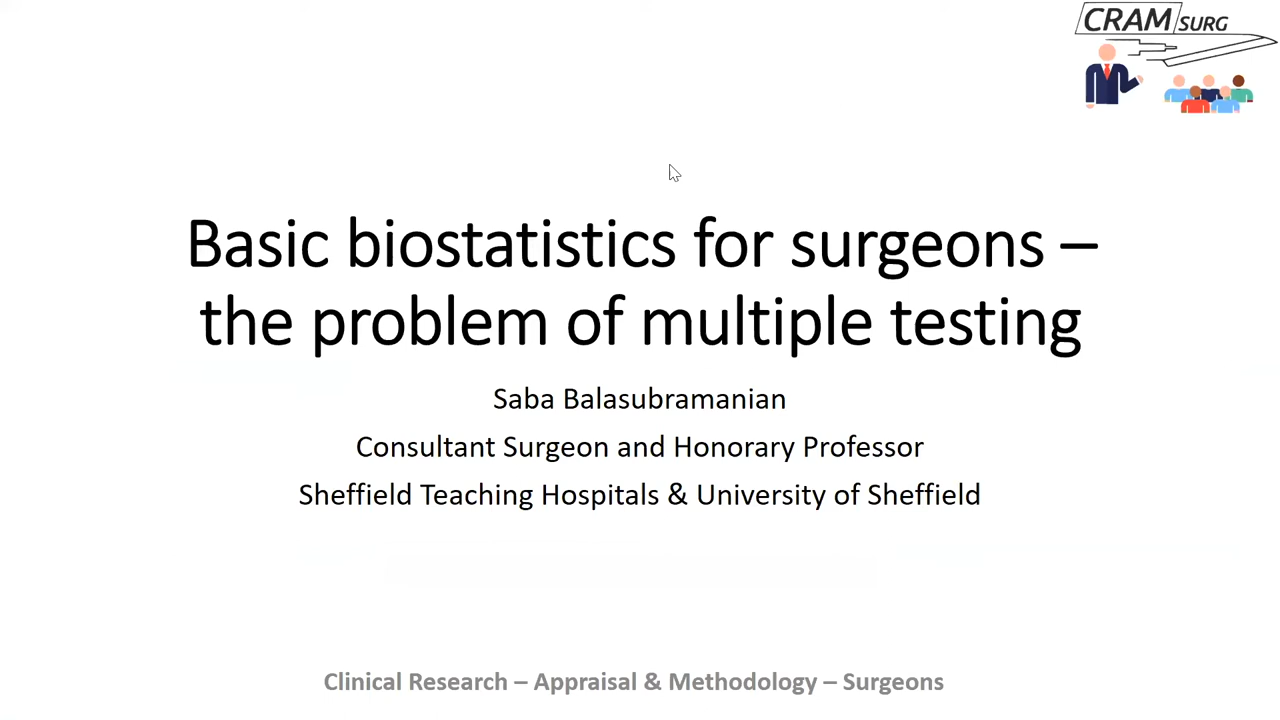 CRAM SURG
Basic biostatistics for surgeons –
the problem of multiple testing
Saba Balasubramanian
Consultant Surgeon and Honorary Professor
Sheffield Teaching Hospitals & University of Sheffield
Clinical Research – Appraisal & Methodology – Surgeons